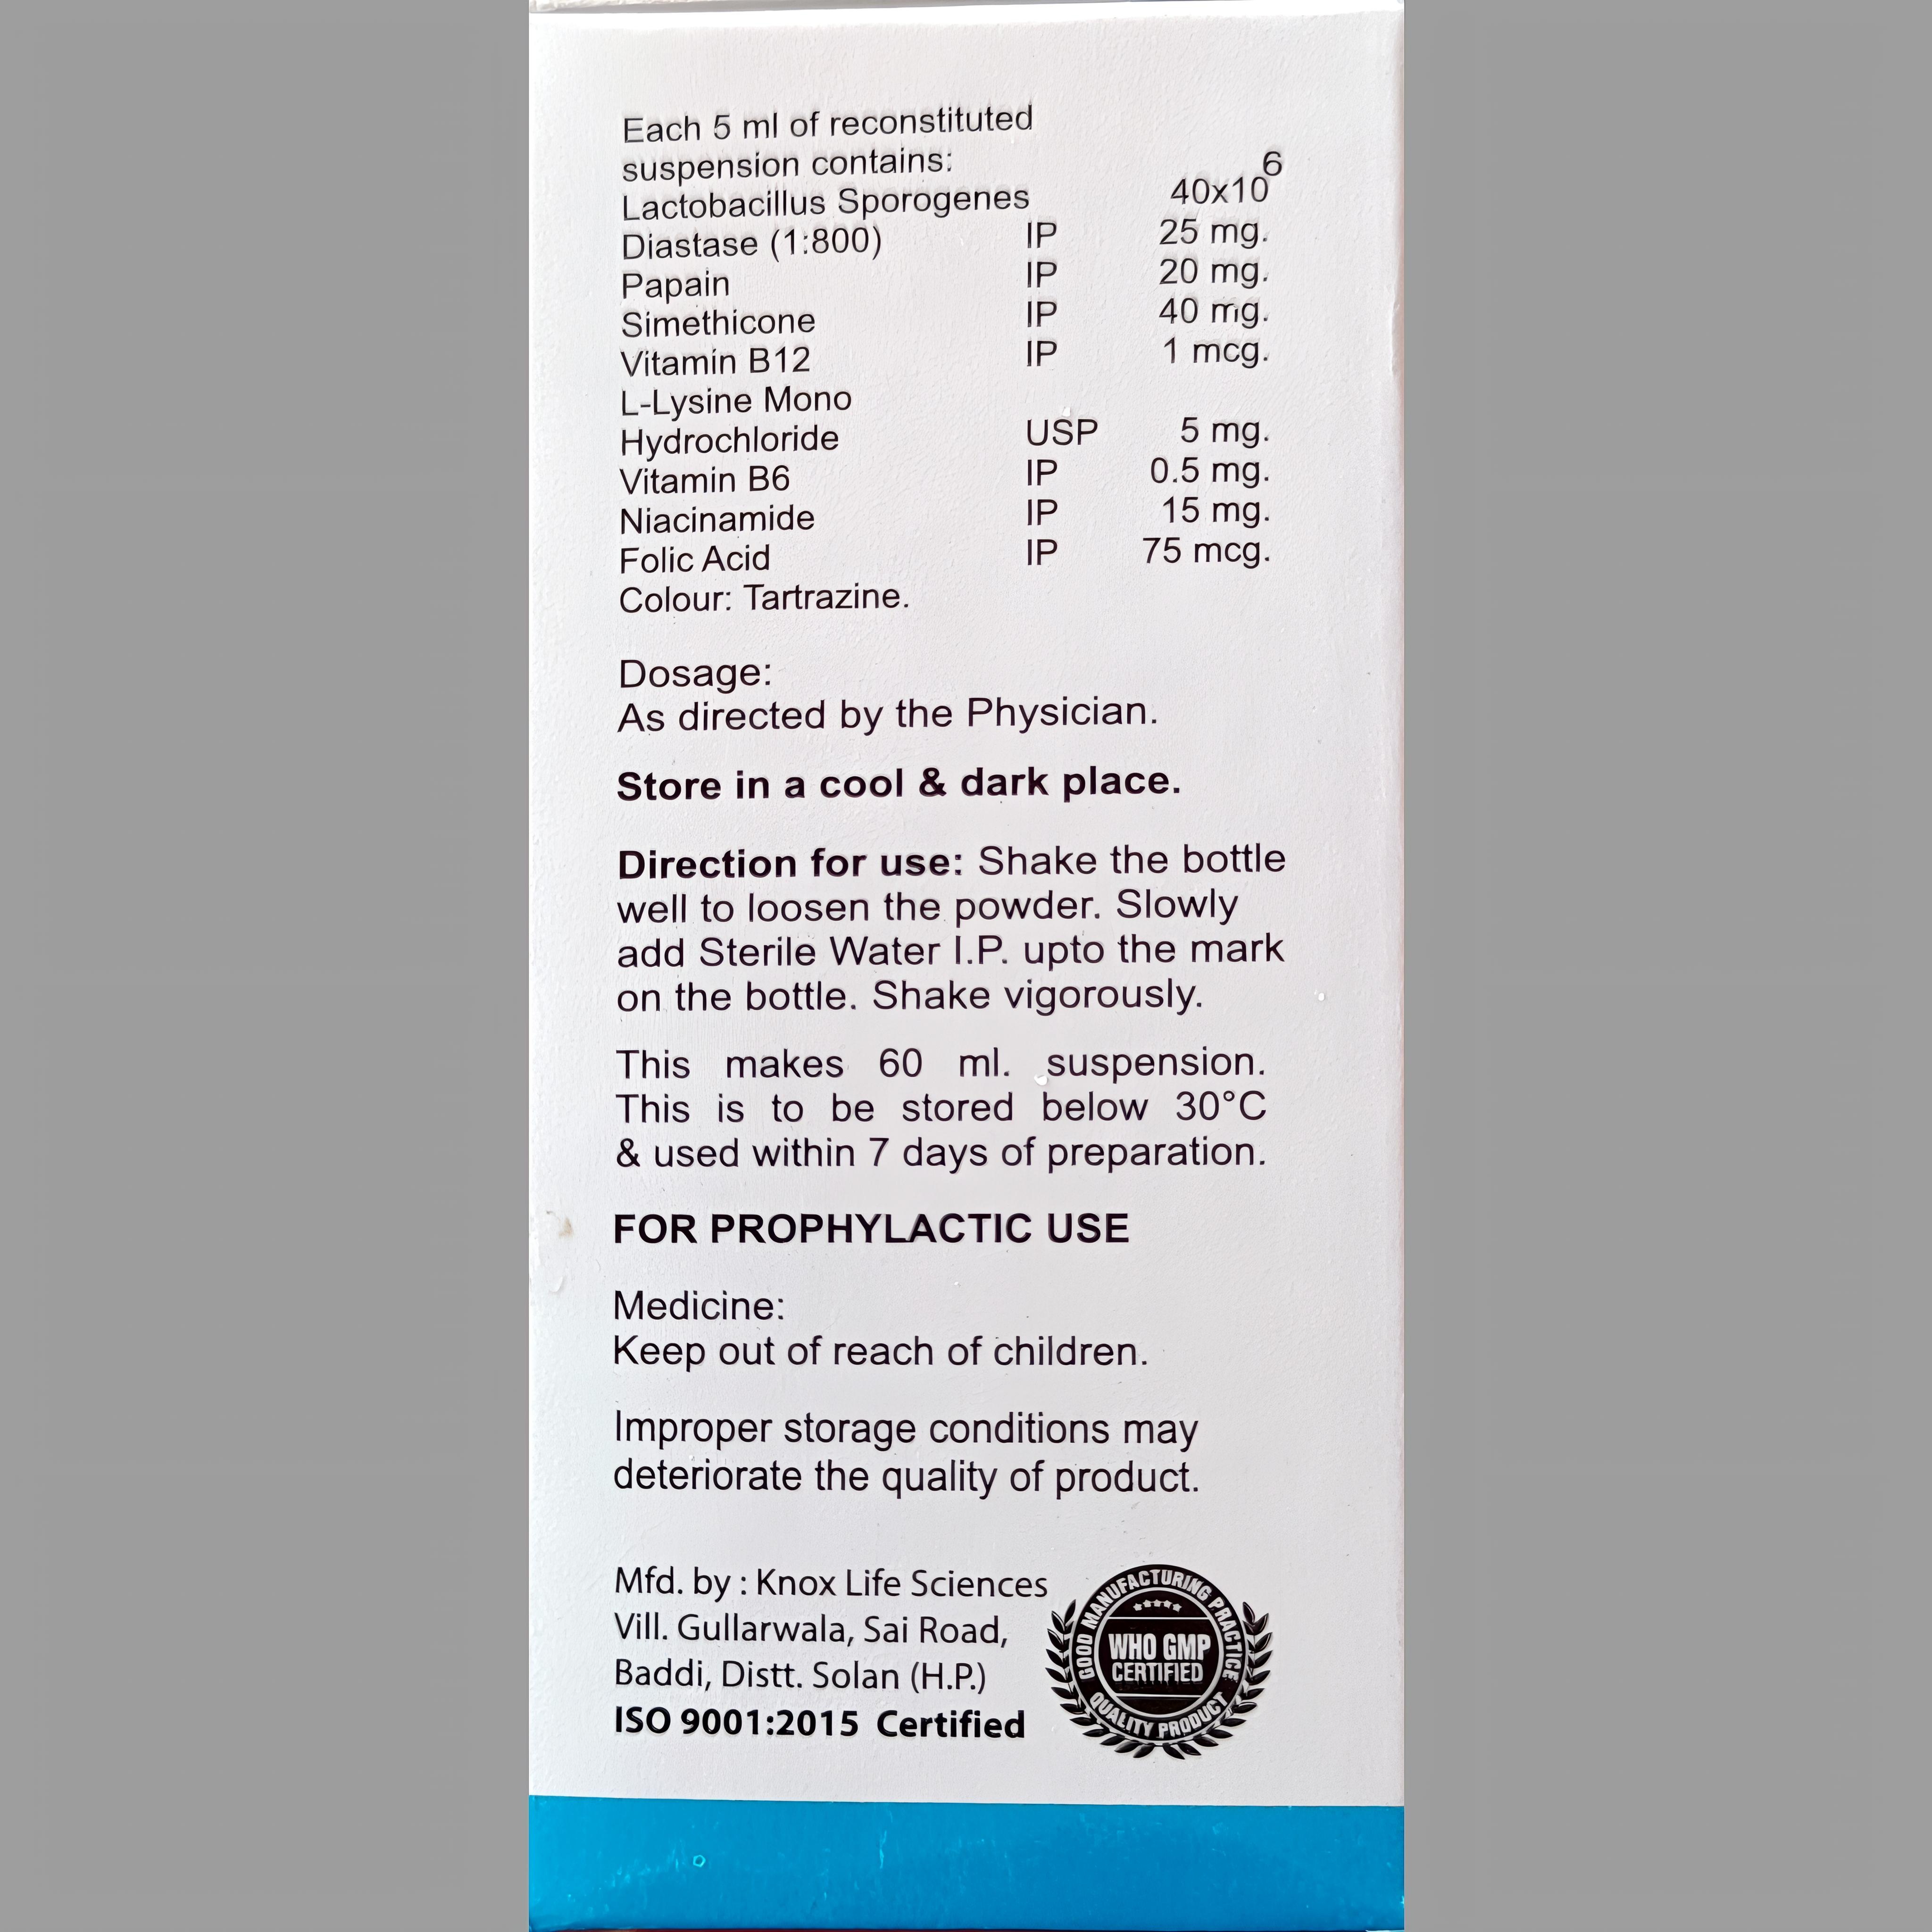 Each 5 ml of reconstituted
suspension contains:
Lactobacillus Sporogenes 40x10⁶
Diastase (1:800) IP 25 mg.
Papain IP 20 mg.
Simethicone IP 40 mg.
Vitamin B12 IP 1 mcg.
L-Lysine Mono
Hydrochloride USP 5 mg.
Vitamin B6 IP 0.5 mg.
Niacinamide IP 15 mg.
Folic Acid IP 75 mcg.
Colour: Tartrazine.
Dosage:
As directed by the Physician.
Store in a cool & dark place.
Direction for use: Shake the bottle
well to loosen the powder. Slowly
add Sterile Water I.P. upto the mark
on the bottle. Shake vigorously.
This makes 60 ml. suspension.
This is to be stored below 30°C
& used within 7 days of preparation.
FOR PROPHYLACTIC USE
Medicine:
Keep out of reach of children.
Improper storage conditions may
deteriorate the quality of product.
Mfd. by : Knox Life Sciences
Vill. Gullarwala, Sai Road,
Baddi, Distt. Solan (H.P.)
ISO 9001:2015 Certified
GOOD MANUFACTURING PRACTICE
WHO GMP
CERTIFIED
QUALITY PRODUCT